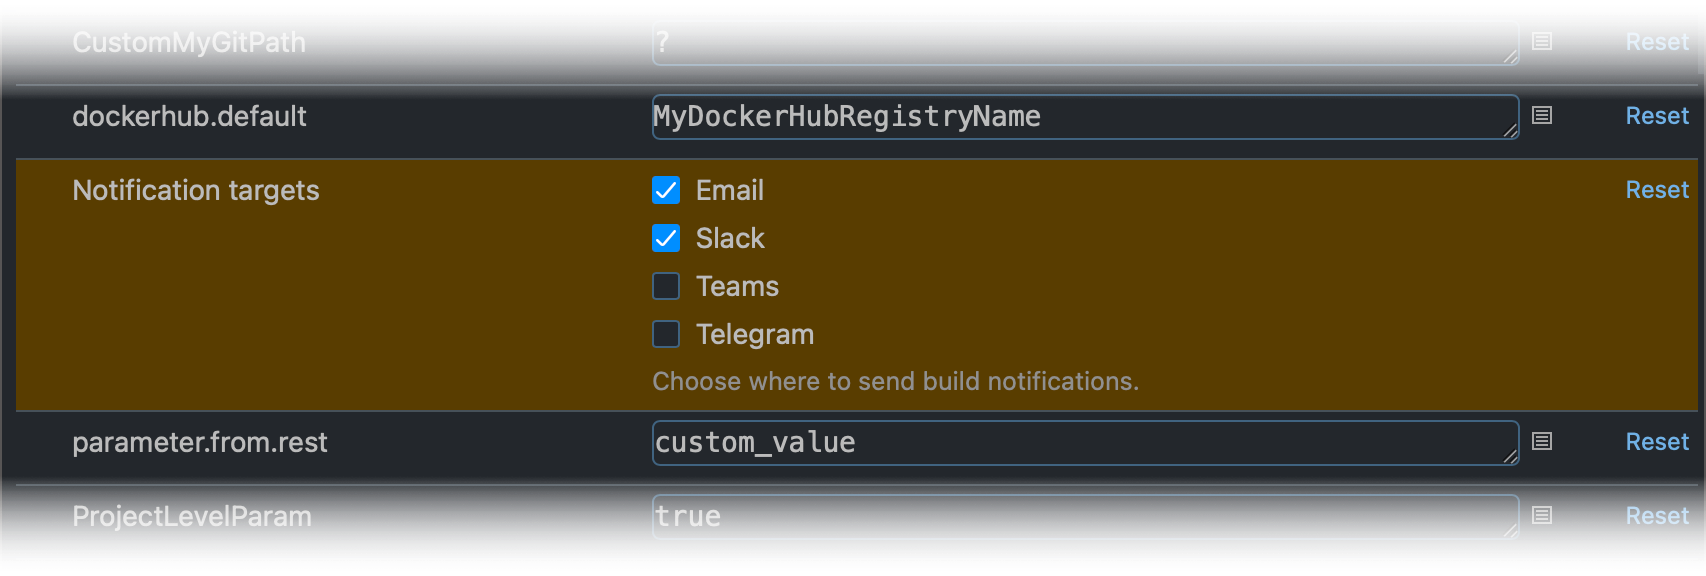 CustomMyGitPath ? Reset
dockerhub.default MyDockerHubRegistryName Reset
Notification targets Email Reset
Slack
Teams
Telegram
Choose where to send build notifications.
parameter.from.rest custom_value Reset
ProjectLevelParam true Reset